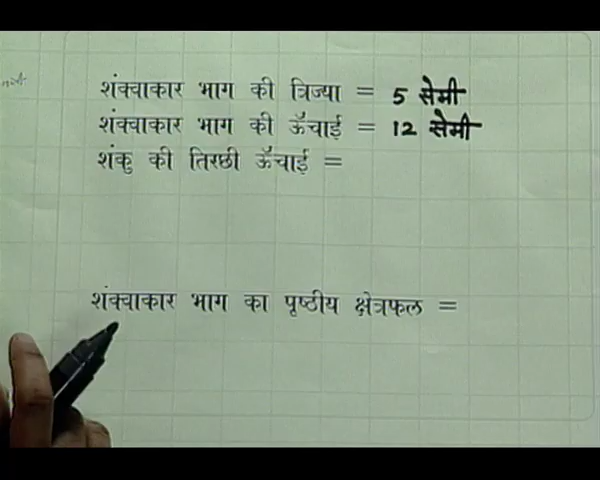 शंक्वाकार भाग की त्रिज्या = 5 सेमी
शंक्वाकार भाग की ऊँचाई = 12 सेमी
शंकु की तिरछी ऊँचाई =
शंक्वाकार भाग का पृष्ठीय क्षेत्रफल =